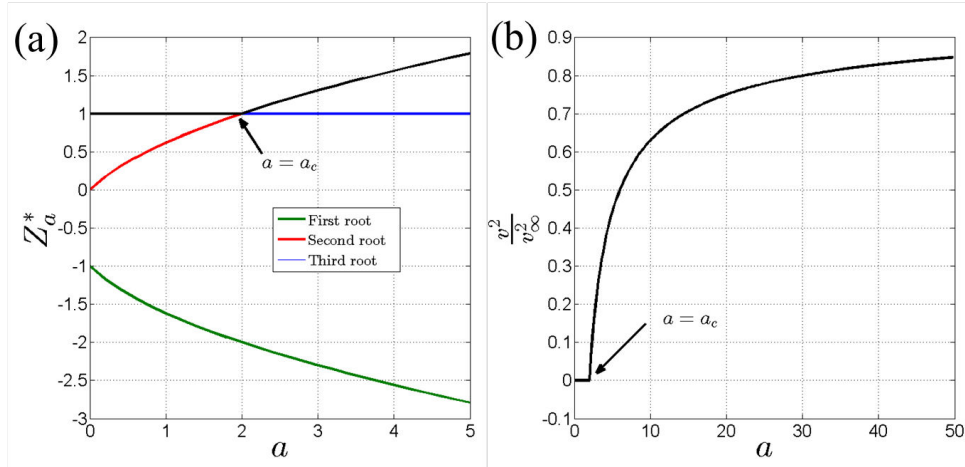 (a)
2
1.5
1
0.5
0
-0.5
-1
-1.5
-2
-2.5
-3
Z*ₐ
a = a_c
First root
Second root
Third root
0 1 2 3 4 5
a
(b)
0.9
0.8
0.7
0.6
0.5
0.4
0.3
0.2
0.1
0
-0.1
v²/v²∞
a = a_c
0 10 20 30 40 50
a